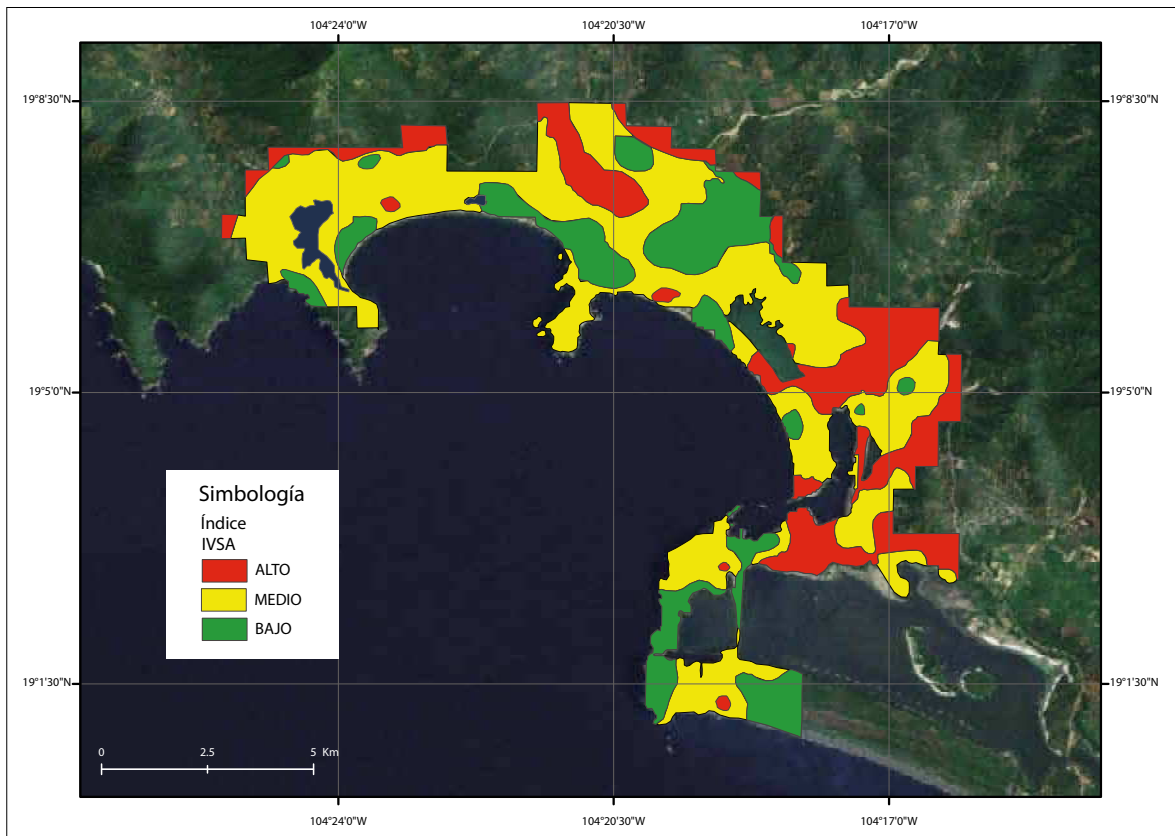 104°24'0"W 104°20'30"W 104°17'0"W
19°8'30"N 19°8'30"N
19°5'0"N 19°5'0"N
Simbología
Índice
IVSA
ALTO
MEDIO
BAJO
19°1'30"N 19°1'30"N
0 2.5 5 Km
104°24'0"W 104°20'30"W 104°17'0"W